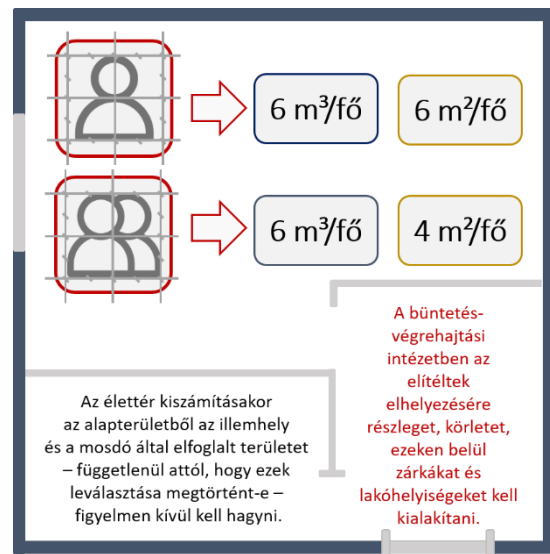 6 m³/fő
6 m²/fő
6 m³/fő
4 m²/fő
A büntetés-
végrehajtási
intézetben az
elítéltek
elhelyezésére
részleget, körletet,
ezeken belül
zárkákat és
lakóhelyiségeket kell
kialakítani.
Az élettér kiszámításakor
az alapterületből az illemhely
és a mosdó által elfoglalt területet
– függetlenül attól, hogy ezek
leválasztása megtörtént-e –
figyelmen kívül kell hagyni.